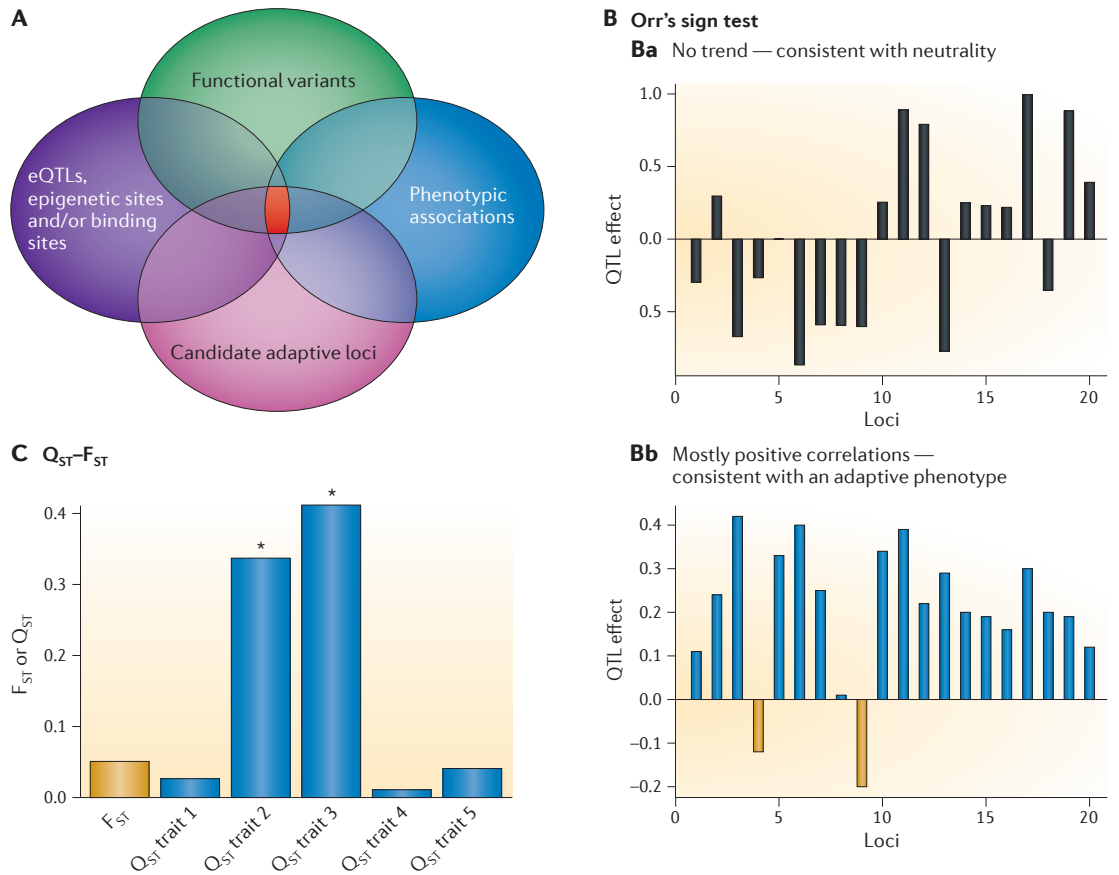 A
Functional variants
eQTLs,
epigenetic sites
and/or binding
sites
Phenotypic
associations
Candidate adaptive loci
B Orr's sign test
Ba No trend — consistent with neutrality
QTL effect
1.0
0.5
0.0
0.5
0 5 10 15 20
Loci
Bb Mostly positive correlations —
consistent with an adaptive phenotype
QTL effect
0.4
0.3
0.2
0.1
0.0
−0.1
−0.2
0 5 10 15 20
Loci
C QST–FST
FST or QST
0.4
0.3
0.2
0.1
0.0
*
*
FST
QST trait 1
QST trait 2
QST trait 3
QST trait 4
QST trait 5